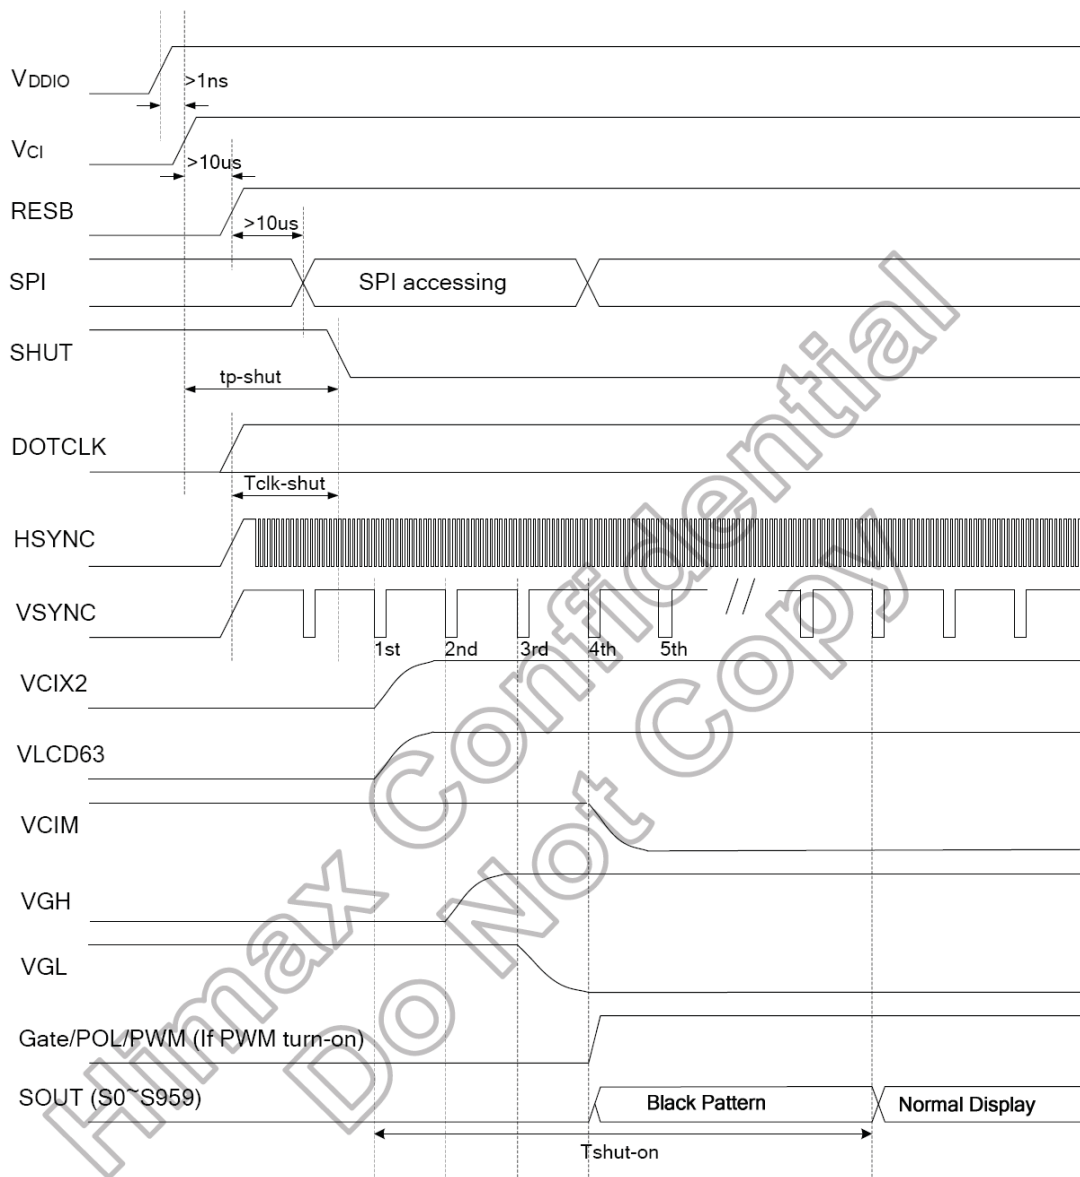 VDDIO
>1ns
VCI
>10us
RESB
>10us
SPI
SPI accessing
SHUT
tp-shut
DOTCLK
Tclk-shut
HSYNC
VSYNC
1st 2nd 3rd 4th 5th
VCIX2
VLCD63
VCIM
VGH
VGL
Gate/POL/PWM (If PWM turn-on)
SOUT (S0~S959)
Black Pattern
Normal Display
Tshut-on
Himax Confidential
Do Not Copy